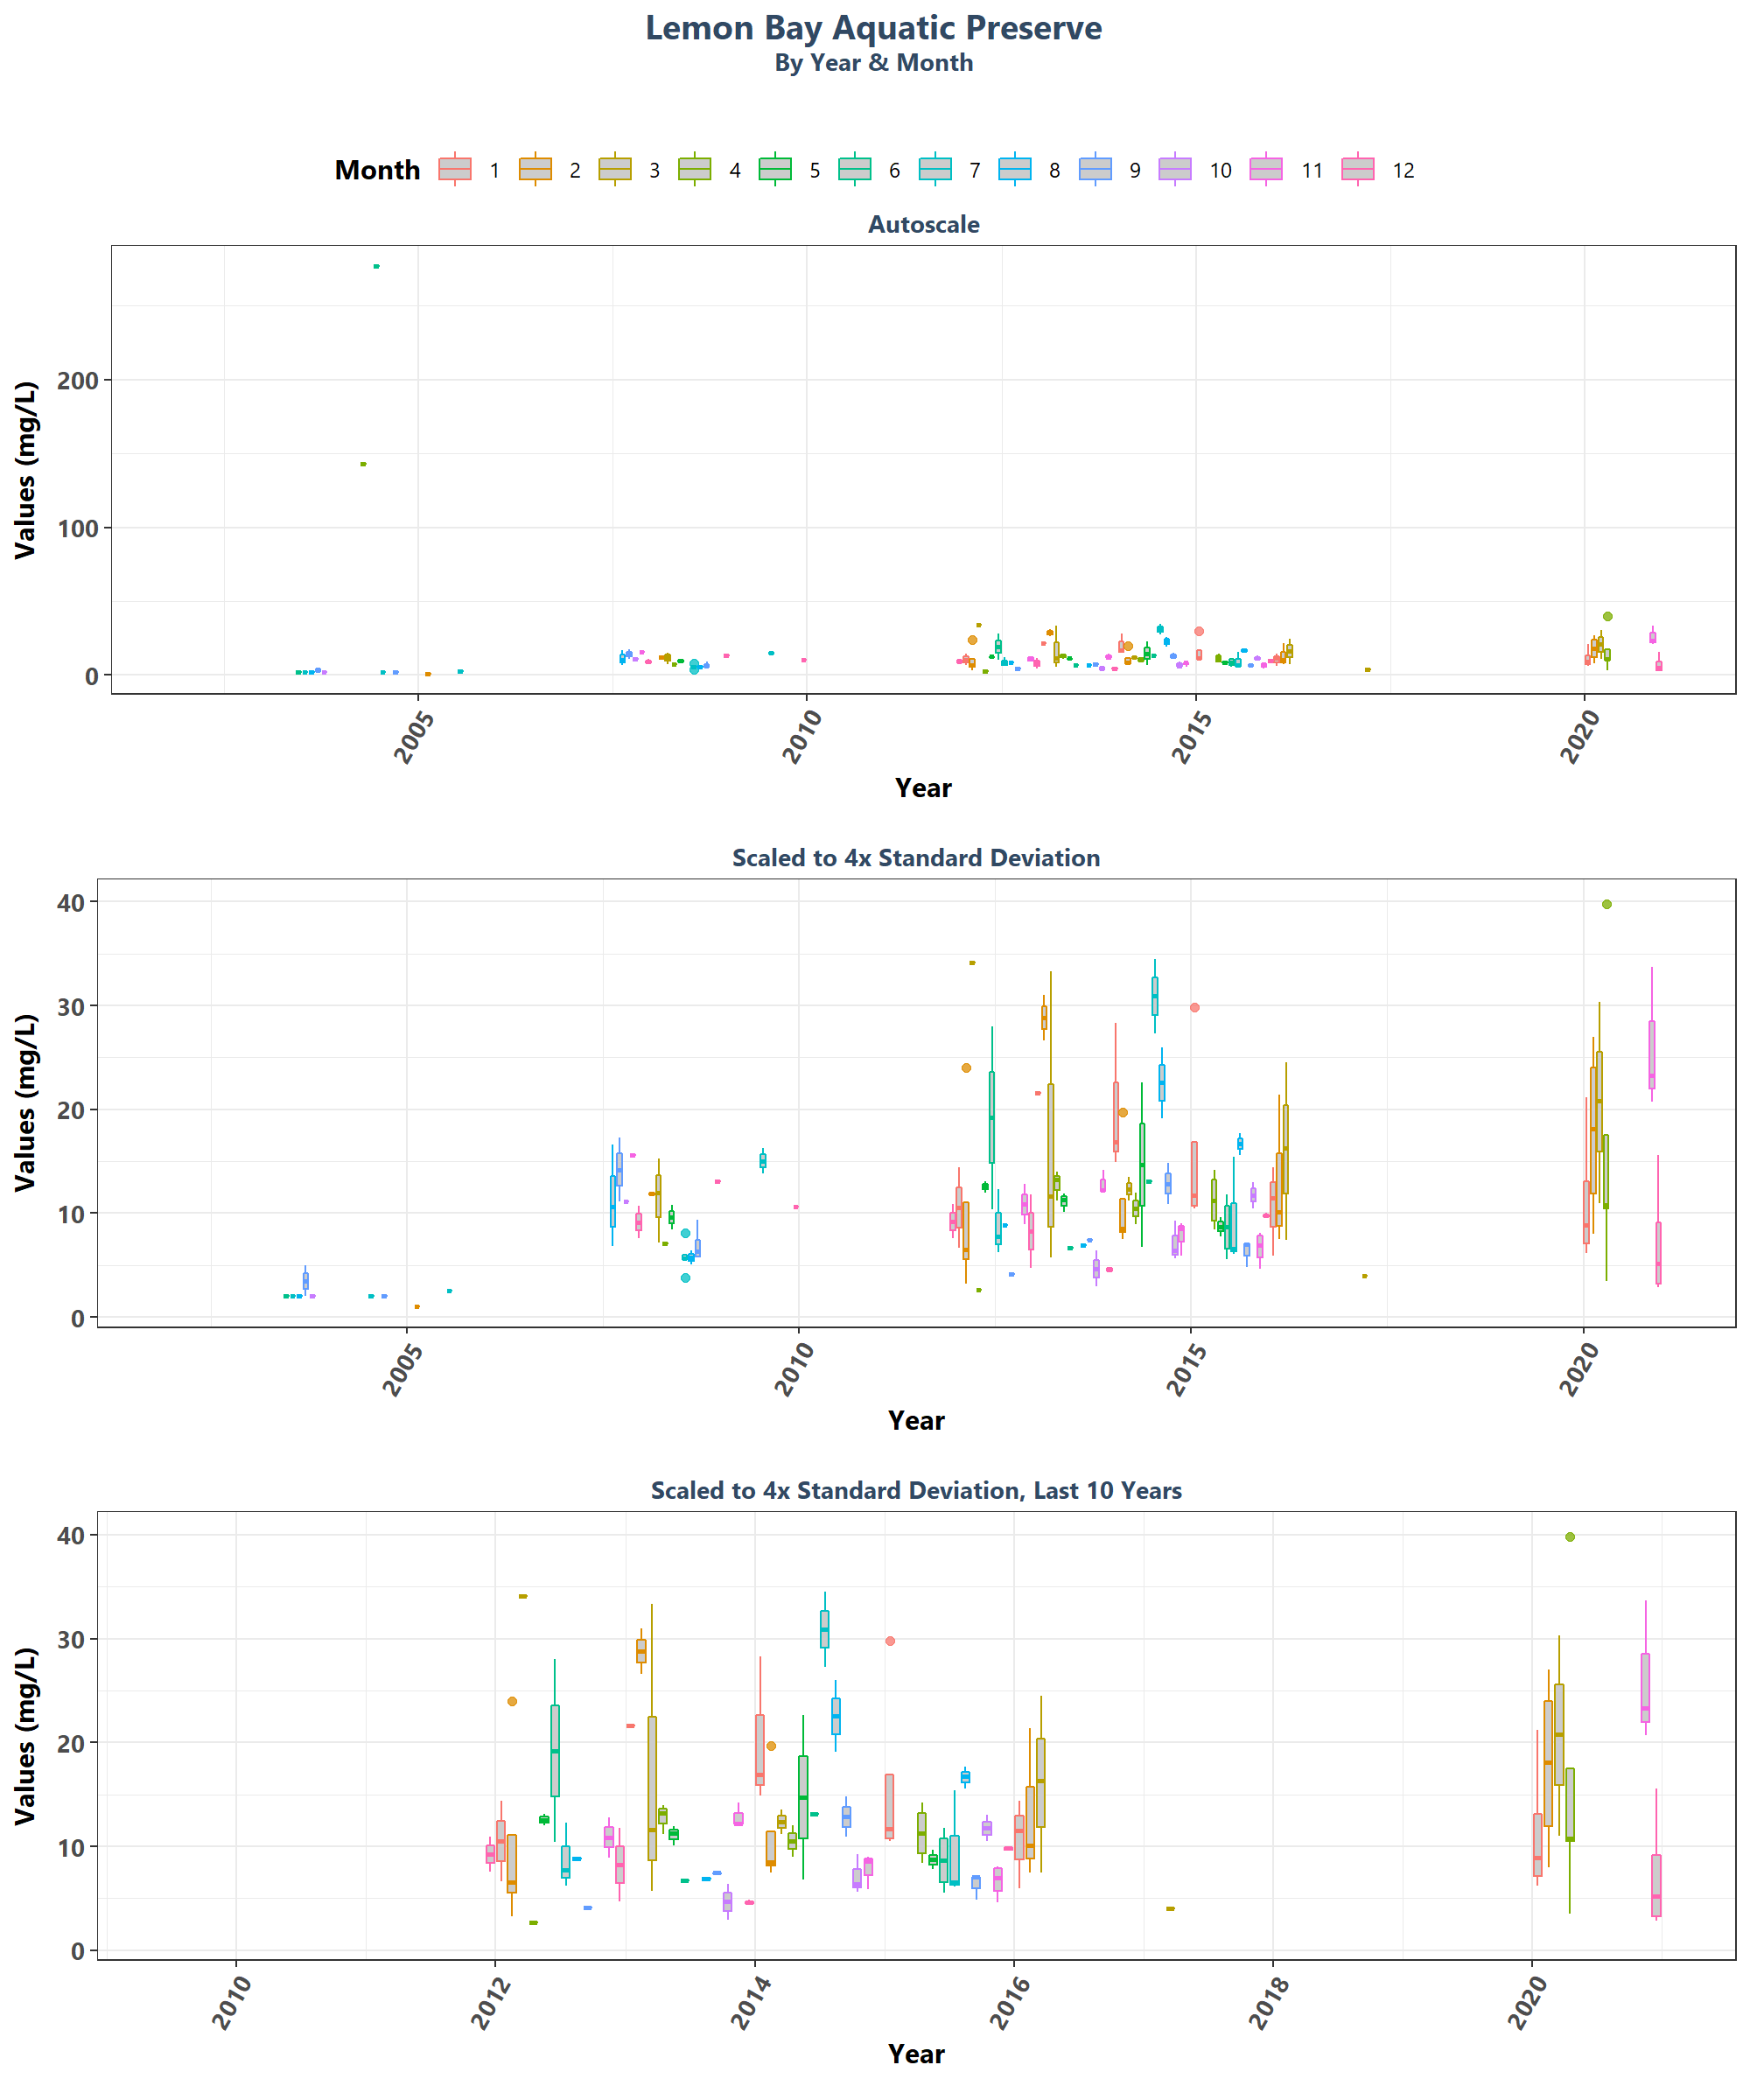 Lemon Bay Aquatic Preserve
By Year & Month
Month 1 2 3 4 5 6 7 8 9 10 11 12
Autoscale
Values (mg/L)
200
100
0
2005 2010 2015 2020
Year
Scaled to 4x Standard Deviation
Values (mg/L)
40
30
20
10
0
2005 2010 2015 2020
Year
Scaled to 4x Standard Deviation, Last 10 Years
Values (mg/L)
40
30
20
10
0
2010 2012 2014 2016 2018 2020
Year